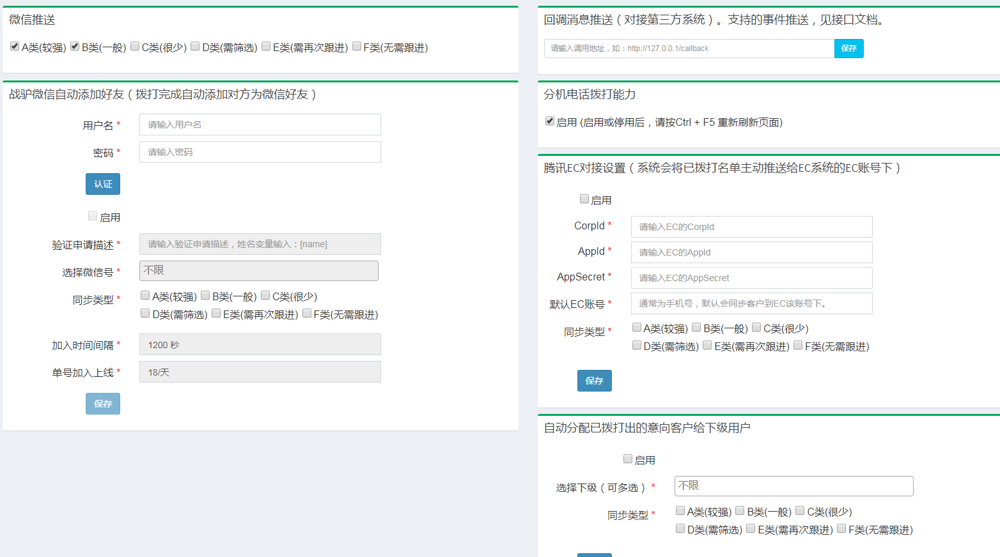 微信推送
A类(较强) B类(一般) C类(很少) D类(需筛选) E类(需再次跟进) F类(无需跟进)
战驴微信自动添加好友（拨打完成自动添加对方为微信好友）
用户名 * 请输入用户名
密码 * 请输入密码
认证
启用
验证申请描述 * 请输入验证申请描述，姓名变量输入：[name]
选择微信号 * 不限
同步类型 * A类(较强) B类(一般) C类(很少)
D类(需筛选) E类(需再次跟进) F类(无需跟进)
加入时间间隔 * 1200 秒
单号加入上线 * 18/天
保存
回调消息推送（对接第三方系统）。支持的事件推送，见接口文档。
请输入调用地址，如：http://127.0.0.1/callback 保存
分机电话拨打能力
启用 (启用或停用后，请按Ctrl + F5 重新刷新页面)
腾讯EC对接设置（系统会将已拨打名单主动推送给EC系统的EC账号下）
启用
CorpId * 请输入EC的CorpId
AppId * 请输入EC的AppId
AppSecret * 请输入EC的AppSecret
默认EC账号 * 通常为手机号，默认会同步客户到EC该账号下。
同步类型 * A类(较强) B类(一般) C类(很少)
D类(需筛选) E类(需再次跟进) F类(无需跟进)
保存
自动分配已拨打出的意向客户给下级用户
启用
选择下级（可多选） * 不限
同步类型 * A类(较强) B类(一般) C类(很少)
D类(需筛选) E类(需再次跟进) F类(无需跟进)